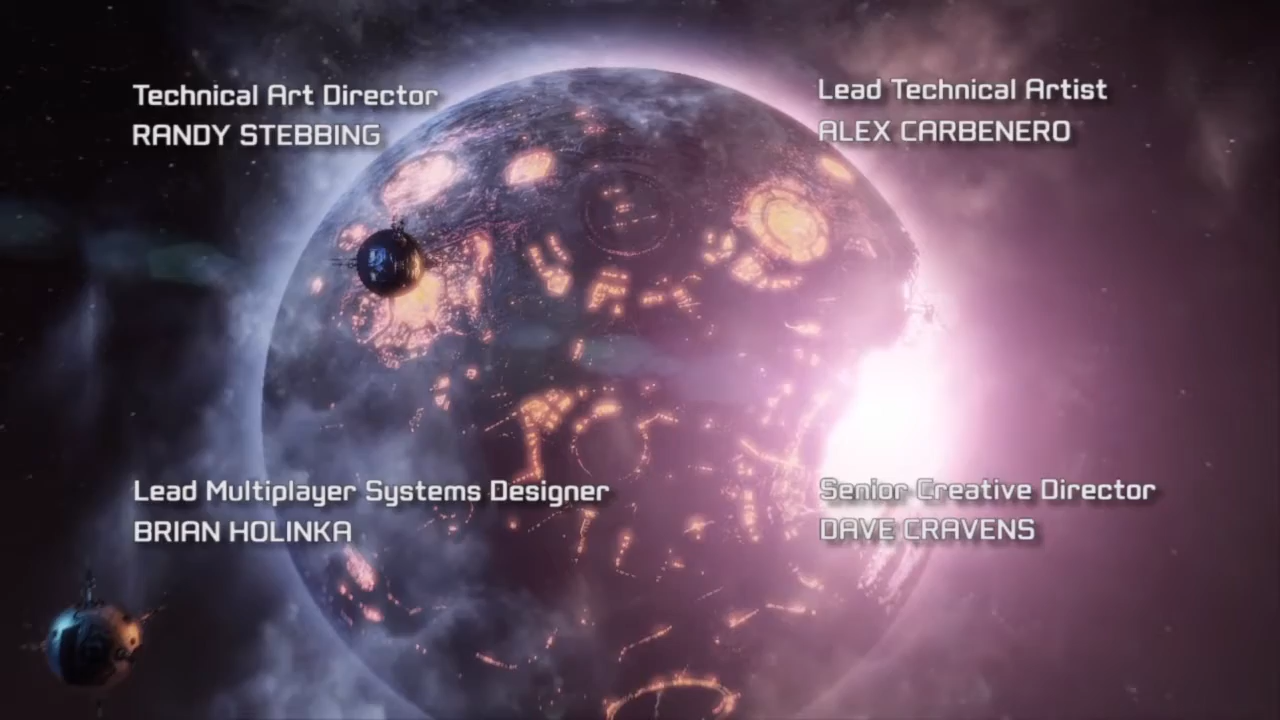 Technical Art Director
RANDY STEBBING
Lead Technical Artist
ALEX CARBENERO
Lead Multiplayer Systems Designer
BRIAN HOLINKA
Senior Creative Director
DAVE CRAVENS